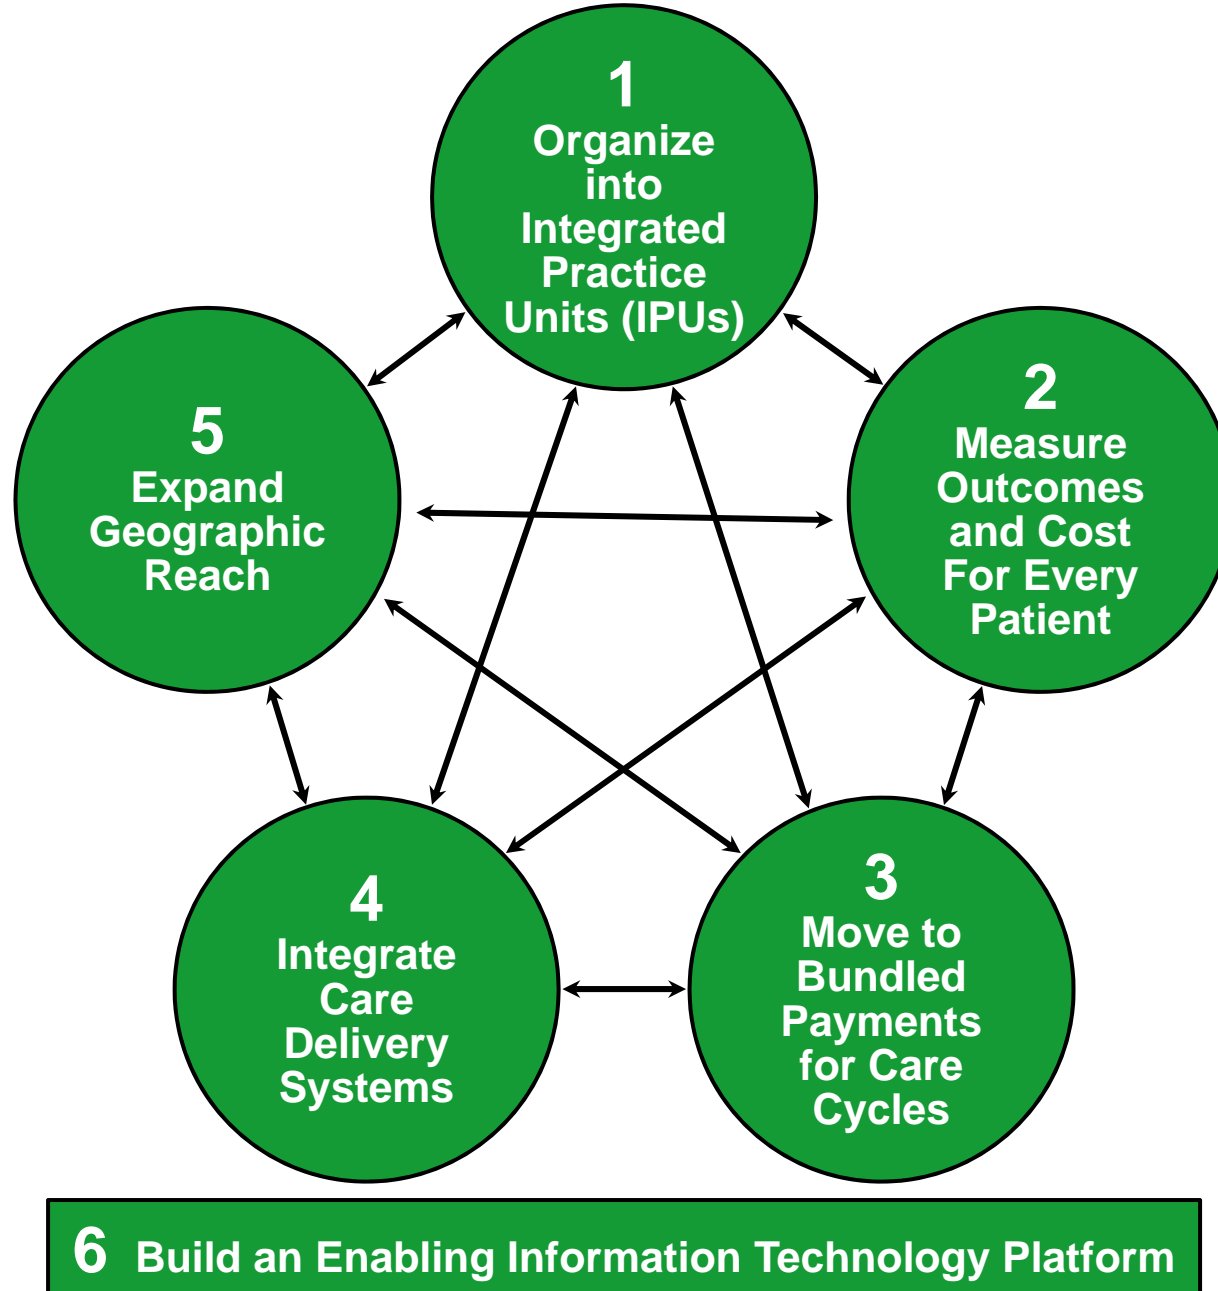 1
Organize
into
Integrated
Practice
Units (IPUs)
2
Measure
Outcomes
and Cost
For Every
Patient
3
Move to
Bundled
Payments
for Care
Cycles
4
Integrate
Care
Delivery
Systems
5
Expand
Geographic
Reach
6 Build an Enabling Information Technology Platform